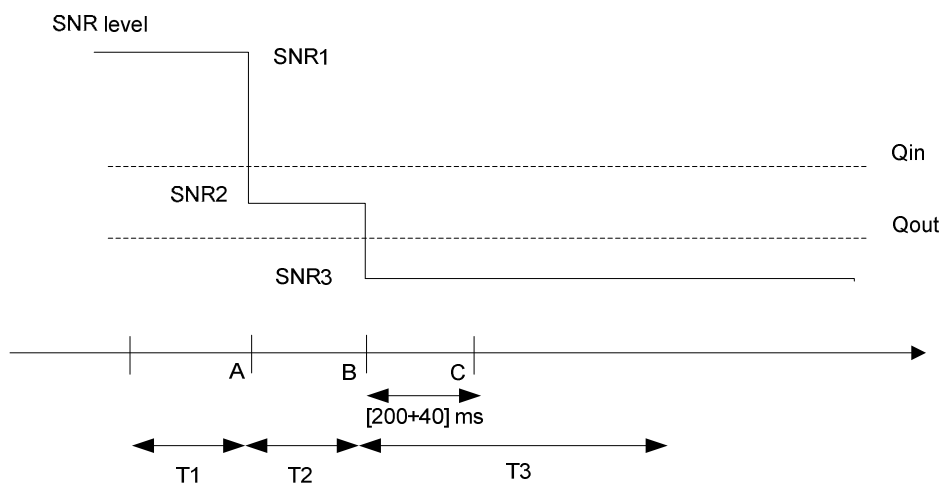 SNR level
SNR1
Qin
SNR2
Qout
SNR3
A
B
C
[200+40] ms
T1
T2
T3